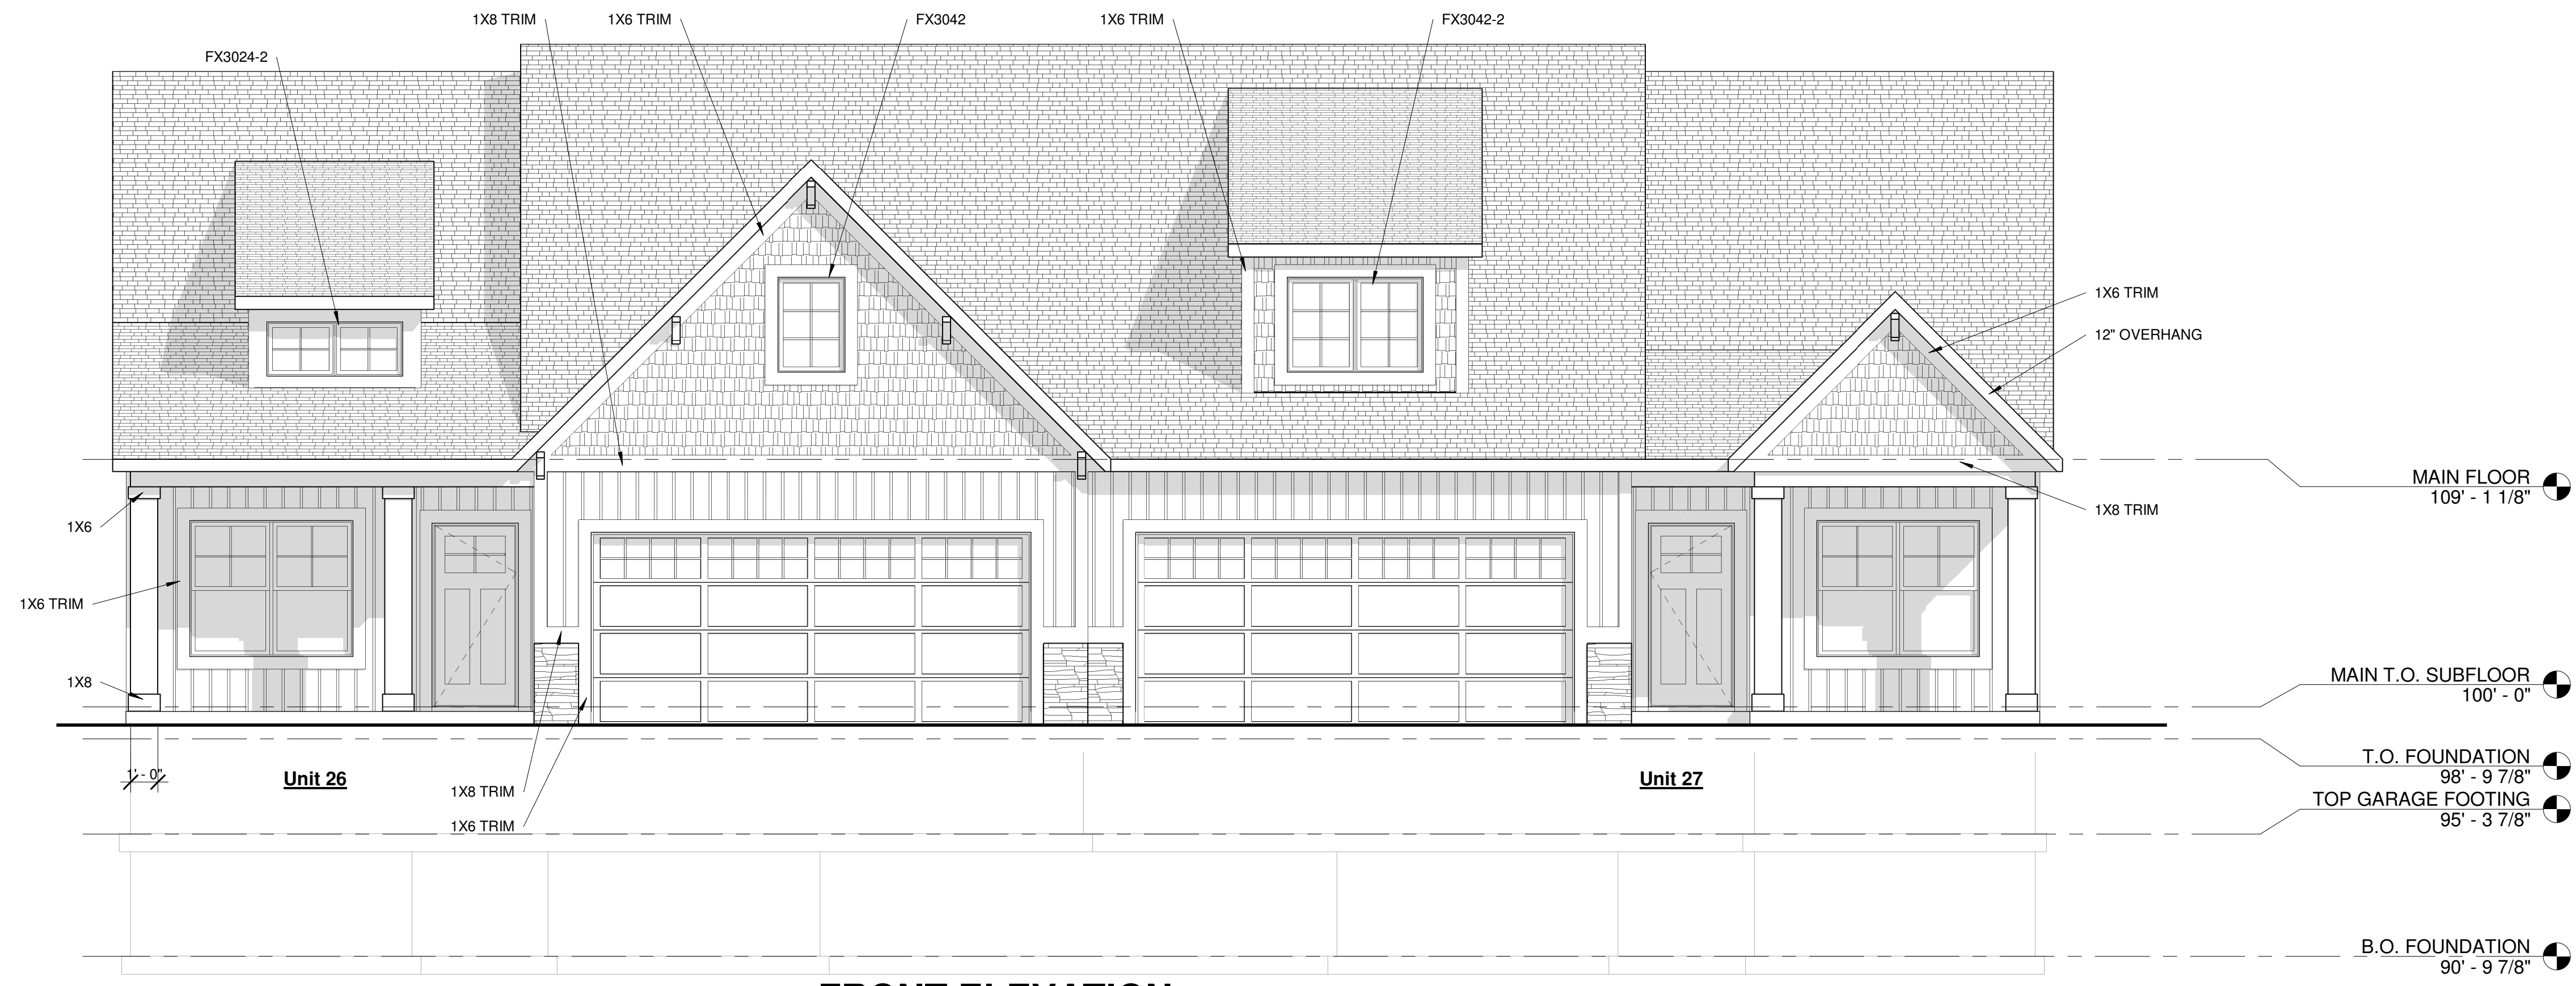 1X8 TRIM
1X6 TRIM
FX3042
1X6 TRIM
FX3042-2
FX3024-2
1X6 TRIM
12" OVERHANG
MAIN FLOOR
109' - 1 1/8"
1X8 TRIM
1X6
1X6 TRIM
1X8
MAIN T.O. SUBFLOOR
100' - 0"
T.O. FOUNDATION
98' - 9 7/8"
1' - 0"
Unit 26
Unit 27
1X8 TRIM
TOP GARAGE FOOTING
95' - 3 7/8"
1X6 TRIM
B.O. FOUNDATION
90' - 9 7/8"
FRONT ELEVATION